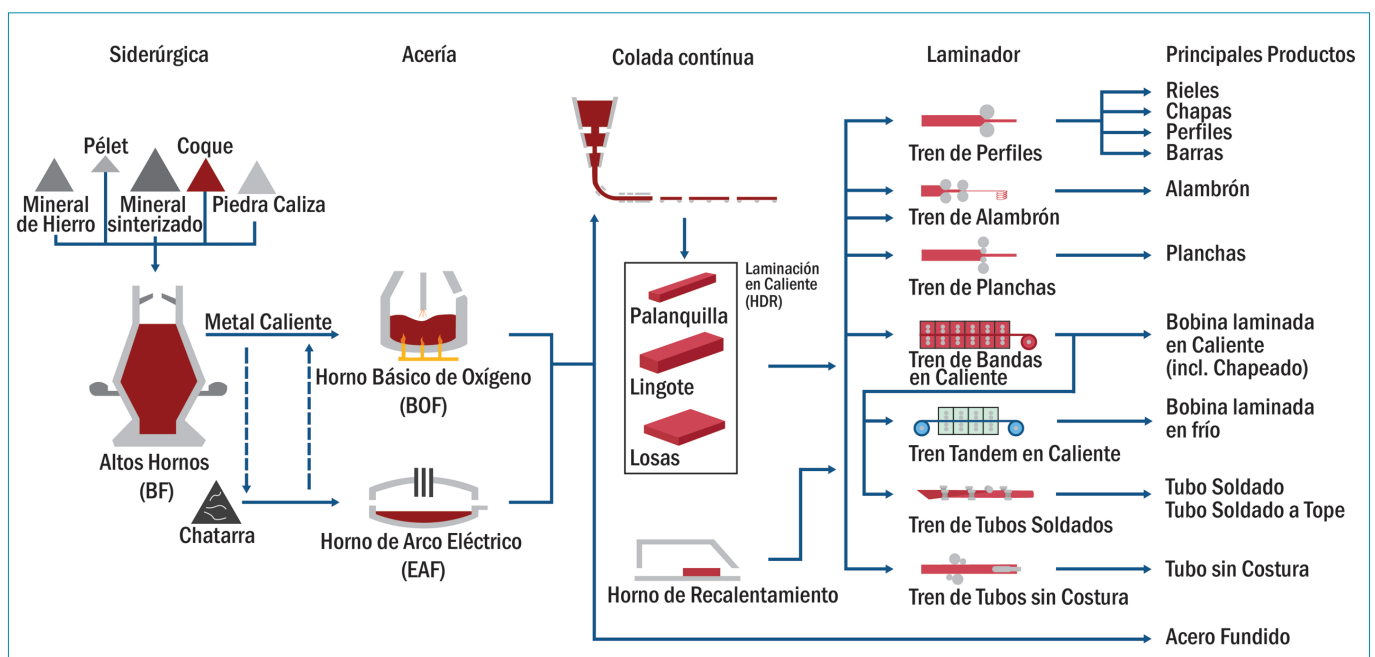 Siderúrgica
Acería
Colada contínua
Laminador
Principales Productos
Pélet
Coque
Mineral
de Hierro
Mineral
sinterizado
Piedra Caliza
Altos Hornos
(BF)
Metal Caliente
Chatarra
Horno Básico de Oxígeno
(BOF)
Horno de Arco Eléctrico
(EAF)
Laminación
en Caliente
(HDR)
Palanquilla
Lingote
Losas
Horno de Recalentamiento
Tren de Perfiles
Tren de Alambrón
Tren de Planchas
Tren de Bandas
en Caliente
Tren Tandem en Caliente
Tren de Tubos Soldados
Tren de Tubos sin Costura
Rieles
Chapas
Perfiles
Barras
Alambrón
Planchas
Bobina laminada
en Caliente
(incl. Chapeado)
Bobina laminada
en frío
Tubo Soldado
Tubo Soldado a Tope
Tubo sin Costura
Acero Fundido